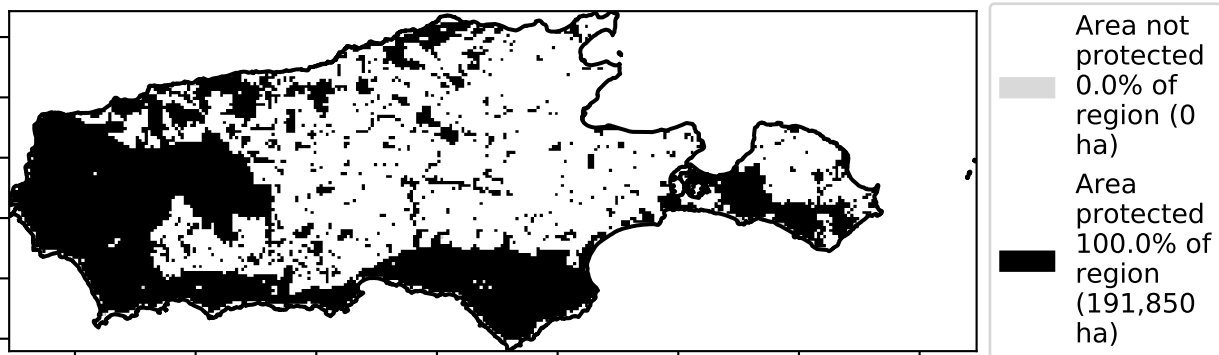 Area not
protected
0.0% of
region (0
ha)
Area
protected
100.0% of
region
(191,850
ha)